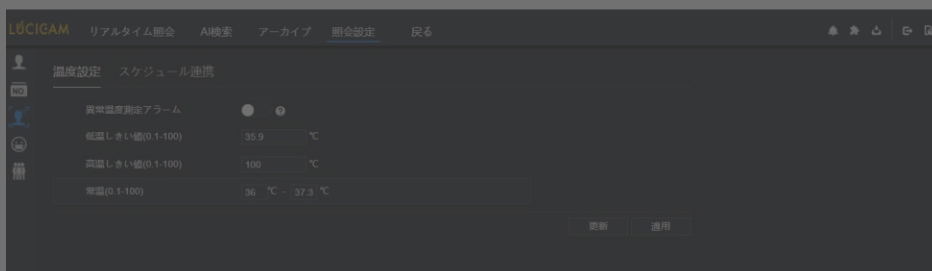 LUCIGAM リアルタイム照会 AI検索 アーカイブ 照会設定 戻る
温度設定 スケジュール連携
NO
異常温度測定アラーム
低温しきい値(0.1-100) 35.9 ℃
高温しきい値(0.1-100) 100 ℃
常温(0.1-100) 36 ℃ - 37.3 ℃
更新 適用